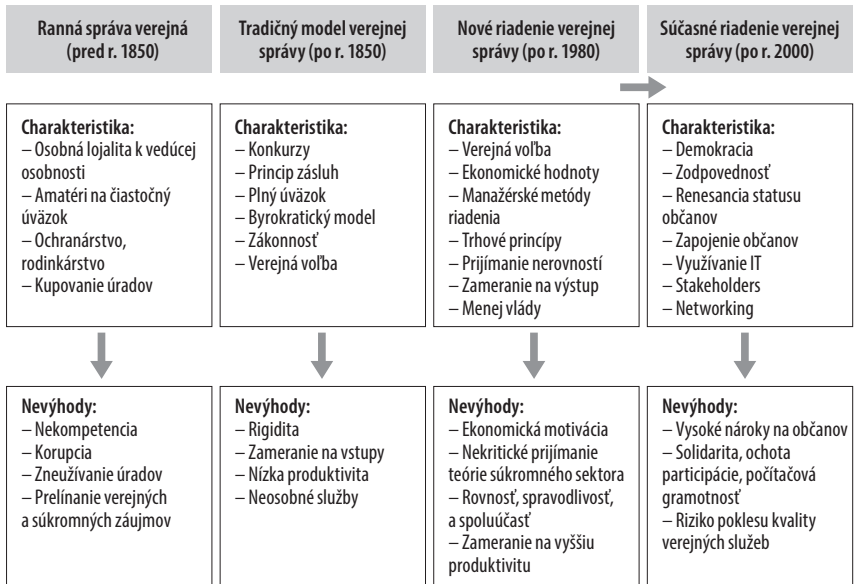 Ranná správa verejná
(pred r. 1850)
Charakteristika:
– Osobná lojalita k vedúcej
osobnosti
– Amatéri na čiastočný
úväzok
– Ochranárstvo,
rodinkárstvo
– Kupovanie úradov
Nevýhody:
– Nekompetencia
– Korupcia
– Zneužívanie úradov
– Prelínanie verejných
a súkromných záujmov
Tradičný model verejnej
správy (po r. 1850)
Charakteristika:
– Konkurzy
– Princip zásluh
– Plný úväzok
– Byrokratický model
– Zákonnosť
– Verejná voľba
Nevýhody:
– Rigidita
– Zameranie na vstupy
– Nízka produktivita
– Neosobné služby
Nové riadenie verejnej
správy (po r. 1980)
Charakteristika:
– Verejná voľba
– Ekonomické hodnoty
– Manažérské metódy
riadenia
– Trhové princípy
– Prijímanie nerovností
– Zameranie na výstup
– Menej vlády
Nevýhody:
– Ekonomická motivácia
– Nekritické prijímanie
teórie súkromného sektora
– Rovnosť, spravodlivosť,
a spoluúčasť
– Zameranie na vyššiu
produktivitu
Súčasné riadenie verejnej
správy (po r. 2000)
Charakteristika:
– Demokracia
– Zodpovednosť
– Renesancia statusu
občanov
– Zapojenie občanov
– Využívanie IT
– Stakeholders
– Networking
Nevýhody:
– Vysoké nároky na občanov
– Solidarita, ochota
participácie, počítačová
gramotnosť
– Riziko poklesu kvality
verejných služeb